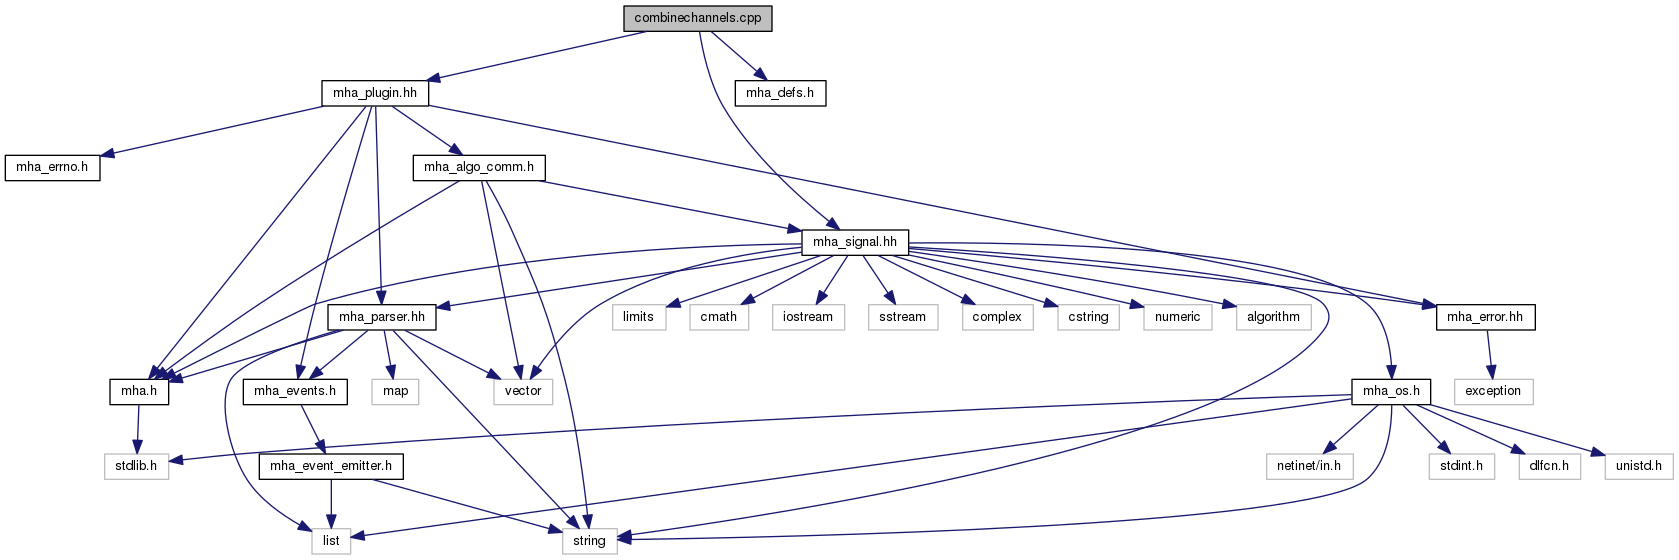 combinechannels.cpp
mha_plugin.hh
mha_defs.h
mha_errno.h
mha_algo_comm.h
mha_signal.hh
mha_parser.hh
limits
cmath
iostream
sstream
complex
cstring
numeric
algorithm
mha_error.hh
mha.h
mha_events.h
map
vector
mha_os.h
exception
stdlib.h
mha_event_emitter.h
netinet/in.h
stdint.h
dlfcn.h
unistd.h
list
string